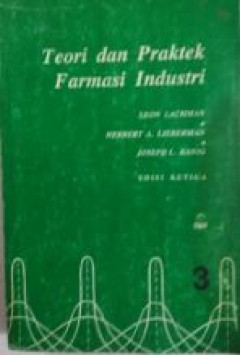 Teori dan Praktek
Farmasi Industri
LEON LACHMAN
HERBERT A. LIEBERMAN
JOSEPH L. KANIG
EDISI KETIGA
3